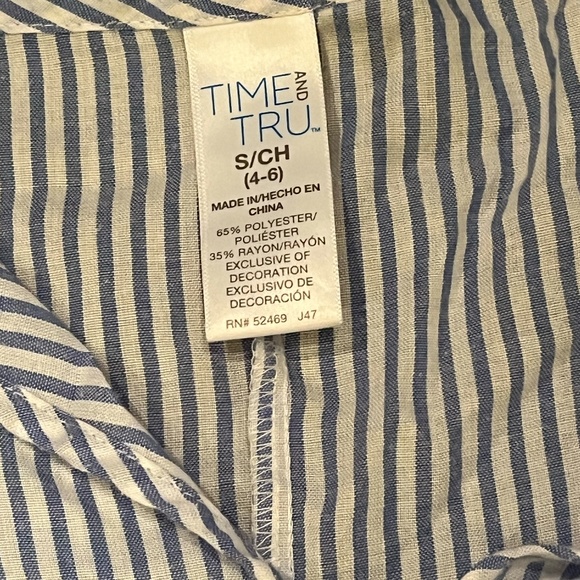 TIME AND
TRU™
S/CH
(4-6)
MADE IN/HECHO EN
CHINA
65% POLYESTER/
POLIÉSTER
35% RAYON/RAYÓN
EXCLUSIVE OF
DECORATION
EXCLUSIVO DE
DECORACIÓN
RN# 52469 J47